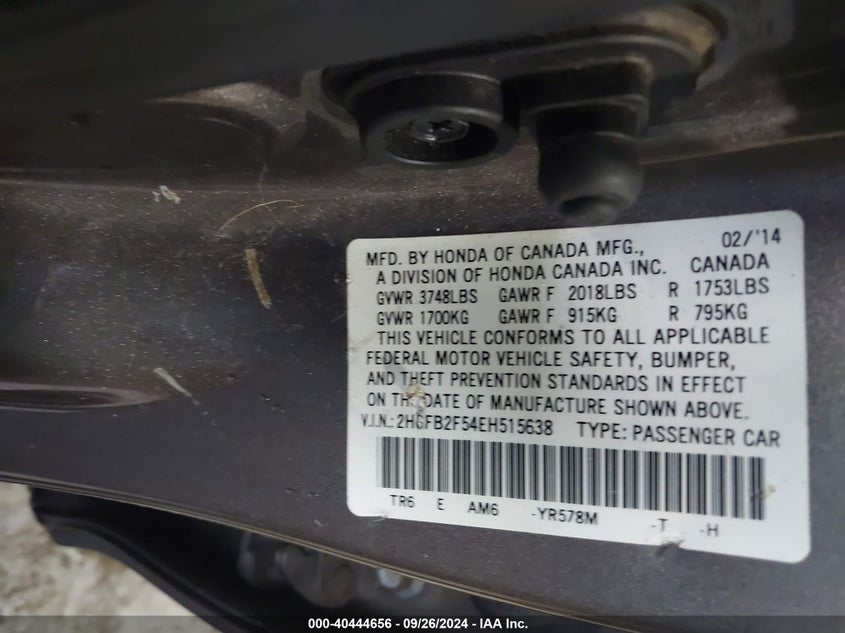 MFD. BY HONDA OF CANADA MFG., 02/'14
A DIVISION OF HONDA CANADA INC. CANADA
GVWR 3748LBS GAWR F 2018LBS R 1753LBS
GVWR 1700KG GAWR F 915KG R 795KG
THIS VEHICLE CONFORMS TO ALL APPLICABLE
FEDERAL MOTOR VEHICLE SAFETY, BUMPER,
AND THEFT PREVENTION STANDARDS IN EFFECT
ON THE DATE OF MANUFACTURE SHOWN ABOVE.
V.I.N.: 2HGFB2F54EH515638 TYPE: PASSENGER CAR
TR6 E AM6 -YR578M -T -H
000-40444656 - 09/26/2024 - IAA Inc.